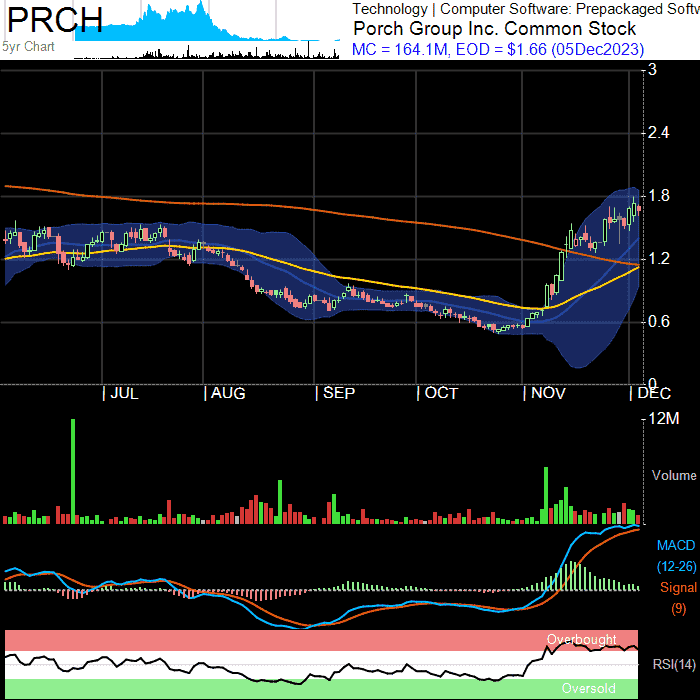 PRCH
Technology | Computer Software: Prepackaged Softw
Porch Group Inc. Common Stock
5yr Chart
MC = 164.1M, EOD = $1.66 (05Dec2023)
3
2.4
1.8
1.2
0.6
0
| JUL | AUG | SEP | OCT | NOV | DEC
12M
Volume
MACD
(12-26)
Signal
(9)
Overbought
RSI(14)
Oversold